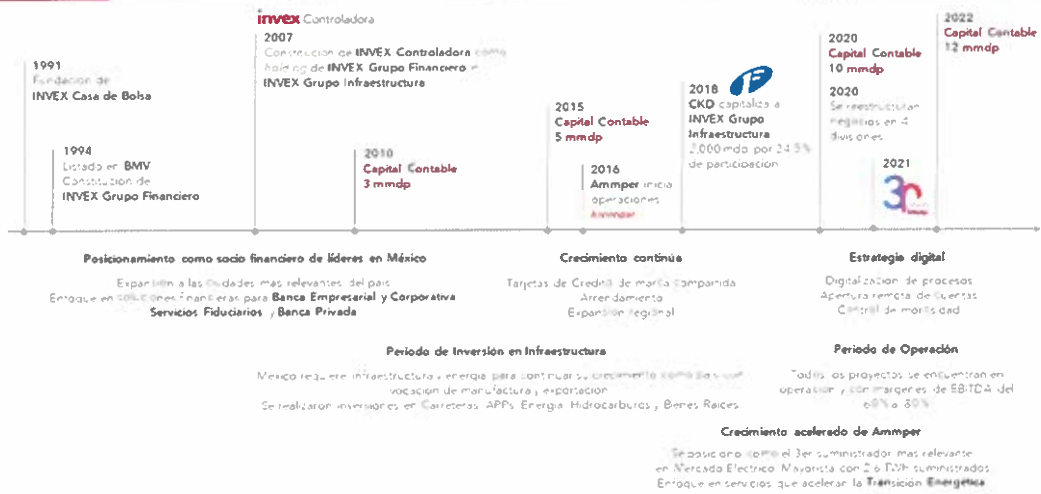 invex Controladora
1991
Fundación de
INVEX Casa de Bolsa
1994
Listado en BMV
Constitución de
INVEX Grupo Financiero
2007
Constitución de INVEX Controladora como
holding de INVEX Grupo Financiero e
INVEX Grupo Infraestructura
2010
Capital Contable
3 mmdp
2015
Capital Contable
5 mmdp
2016
Ammper inicia
operaciones
Ammper
2018
CKD capitaliza a
INVEX Grupo
Infraestructura
2,000 mdp por 24.5%
de participación
2020
Capital Contable
10 mmdp
2020
Se reestructuran
negocios en 4
divisiones
2021
30
2022
Capital Contable
12 mmdp
Posicionamiento como socio financiero de líderes en México
Expansión a las ciudades más relevantes del país
Enfoque en soluciones financieras para Banca Empresarial y Corporativa
Servicios Fiduciarios y Banca Privada
Crecimiento continúa
Tarjetas de Crédito de marca compartida
Arrendamiento
Expansión regional
Estrategia digital
Digitalización de procesos
Apertura remota de cuentas
Control de morosidad
Periodo de Inversión en Infraestructura
México requiere infraestructura y energía para continuar su crecimiento como país con
vocación de manufactura y exportación
Se realizaron inversiones en Carreteras, APPs, Energía, Hidrocarburos y Bienes Raíces
Periodo de Operación
Todos los proyectos se encuentran en
operación y con márgenes de EBITDA del
60% a 80%
Crecimiento acelerado de Ammper
Se posicionó como el 3er suministrador más relevante
en Mercado Eléctrico Mayorista con 2.6 TWh suministrados
Enfoque en servicios que aceleran la Transición Energética